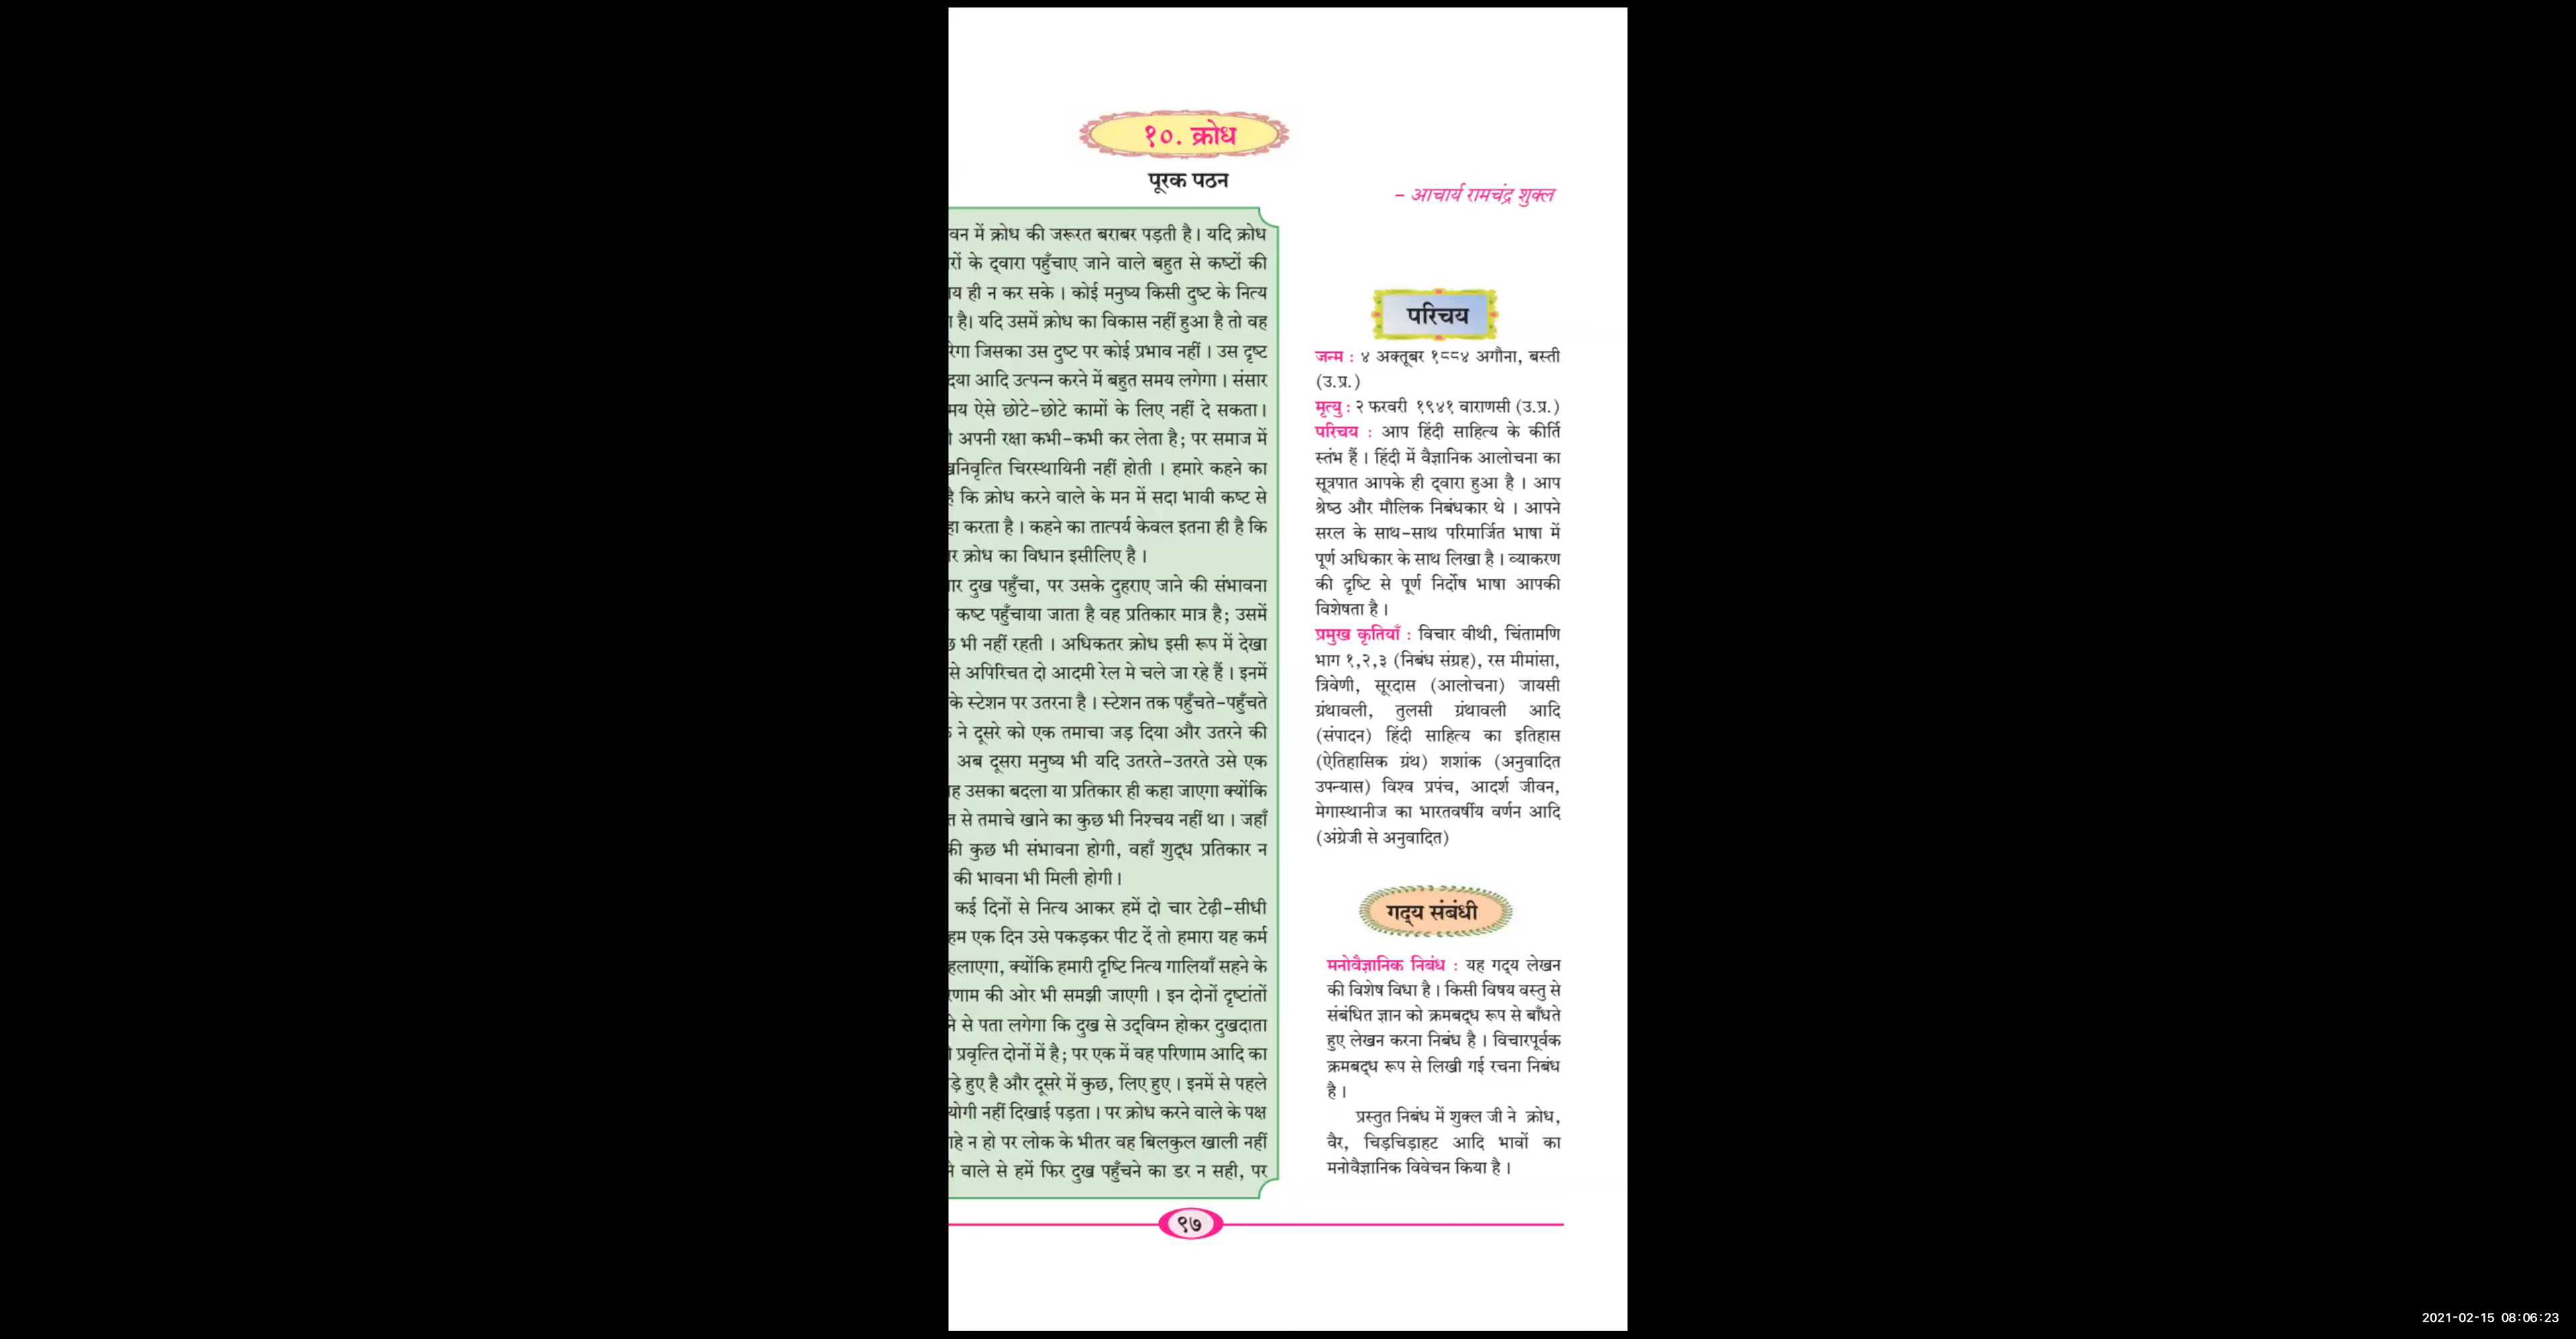 १०. क्रोध
पूरक पठन
– आचार्य रामचंद्र शुक्ल
में क्रोध की जरूरत बराबर पड़ती है। यदि क्रोध
के द्‌वारा पहुँचाए जाने वाले बहुत से कष्टों की
ही न कर सके । कोई मनुष्य किसी दुष्ट के नित्य
है। यदि उसमें क्रोध का विकास नहीं हुआ है तो वह
जिसका उस दुष्ट पर कोई प्रभाव नहीं । उस दृष्ट
आदि उत्पन्न करने में बहुत समय लगेगा । संसार
ऐसे छोटे-छोटे कामों के लिए नहीं दे सकता।
अपनी रक्षा कभी-कभी कर लेता है; पर समाज में
चिरस्थायिनी नहीं होती । हमारे कहने का
कि क्रोध करने वाले के मन में सदा भावी कष्ट से
करता है । कहने का तात्पर्य केवल इतना ही है कि
क्रोध का विधान इसीलिए है ।
दुख पहुँचा, पर उसके दुहराए जाने की संभावना
कष्ट पहुँचाया जाता है वह प्रतिकार मात्र है; उसमें
भी नहीं रहती । अधिकतर क्रोध इसी रूप में देखा
से अपिरिचत दो आदमी रेल मे चले जा रहे हैं । इनमें
के स्टेशन पर उतरना है । स्टेशन तक पहुँचते-पहुँचते
ने दूसरे को एक तमाचा जड़ दिया और उतरने की
अब दूसरा मनुष्य भी यदि उतरते-उतरते उसे एक
उसका बदला या प्रतिकार ही कहा जाएगा क्योंकि
से तमाचे खाने का कुछ भी निश्चय नहीं था । जहाँ
की कुछ भी संभावना होगी, वहाँ शुद्‌ध प्रतिकार न
की भावना भी मिली होगी ।
कई दिनों से नित्य आकर हमें दो चार टेढ़ी-सीधी
हम एक दिन उसे पकड़कर पीट दें तो हमारा यह कर्म
क्योंकि हमारी दृष्टि नित्य गालियाँ सहने के
की ओर भी समझी जाएगी । इन दोनों दृष्टांतों
से पता लगेगा कि दुख से उद्‌विग्न होकर दुखदाता
प्रवृत्ति दोनों में है; पर एक में वह परिणाम आदि का
हुए है और दूसरे में कुछ, लिए हुए । इनमें से पहले
नहीं दिखाई पड़ता । पर क्रोध करने वाले के पक्ष
न हो पर लोक के भीतर वह बिलकुल खाली नहीं
वाले से हमें फिर दुख पहुँचने का डर न सही, पर
परिचय
जन्म : ४ अक्तूबर १८८४ अगौना, बस्ती
(उ.प्र.)
मृत्यु : २ फरवरी १९४१ वाराणसी (उ.प्र.)
परिचय : आप हिंदी साहित्य के कीर्ति
स्तंभ हैं । हिंदी में वैज्ञानिक आलोचना का
सूत्रपात आपके ही द्‌वारा हुआ है । आप
श्रेष्ठ और मौलिक निबंधकार थे । आपने
सरल के साथ-साथ परिमार्जित भाषा में
पूर्ण अधिकार के साथ लिखा है । व्याकरण
की दृष्टि से पूर्ण निर्दोष भाषा आपकी
विशेषता है ।
प्रमुख कृतियाँ : विचार वीथी, चिंतामणि
भाग १,२,३ (निबंध संग्रह), रस मीमांसा,
त्रिवेणी, सूरदास (आलोचना) जायसी
ग्रंथावली, तुलसी ग्रंथावली आदि
(संपादन) हिंदी साहित्य का इतिहास
(ऐतिहासिक ग्रंथ) शशांक (अनुवादित
उपन्यास) विश्व प्रपंच, आदर्श जीवन,
मेगास्थानीज का भारतवर्षीय वर्णन आदि
(अंग्रेजी से अनुवादित)
गद्‌य संबंधी
मनोवैज्ञानिक निबंध : यह गद्‌य लेखन
की विशेष विधा है । किसी विषय वस्तु से
संबंधित ज्ञान को क्रमबद्‌ध रूप से बाँधते
हुए लेखन करना निबंध है । विचारपूर्वक
क्रमबद्‌ध रूप से लिखी गई रचना निबंध
है ।
प्रस्तुत निबंध में शुक्ल जी ने क्रोध,
वैर, चिड़चिड़ाहट आदि भावों का
मनोवैज्ञानिक विवेचन किया है ।
९७
2021-02-15 08:06:23